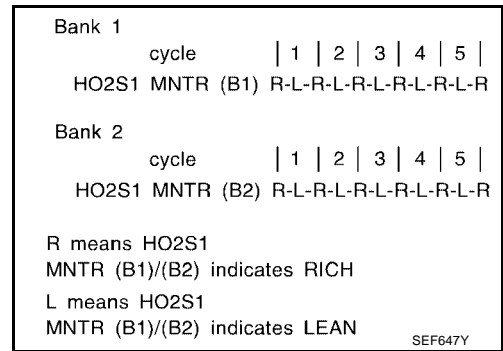 Bank 1
cycle | 1 | 2 | 3 | 4 | 5 |
HO2S1 MNTR (B1) R-L-R-L-R-L-R-L-R-L-R
Bank 2
cycle | 1 | 2 | 3 | 4 | 5 |
HO2S1 MNTR (B2) R-L-R-L-R-L-R-L-R-L-R
R means HO2S1
MNTR (B1)/(B2) indicates RICH
L means HO2S1
MNTR (B1)/(B2) indicates LEAN
SEF647Y